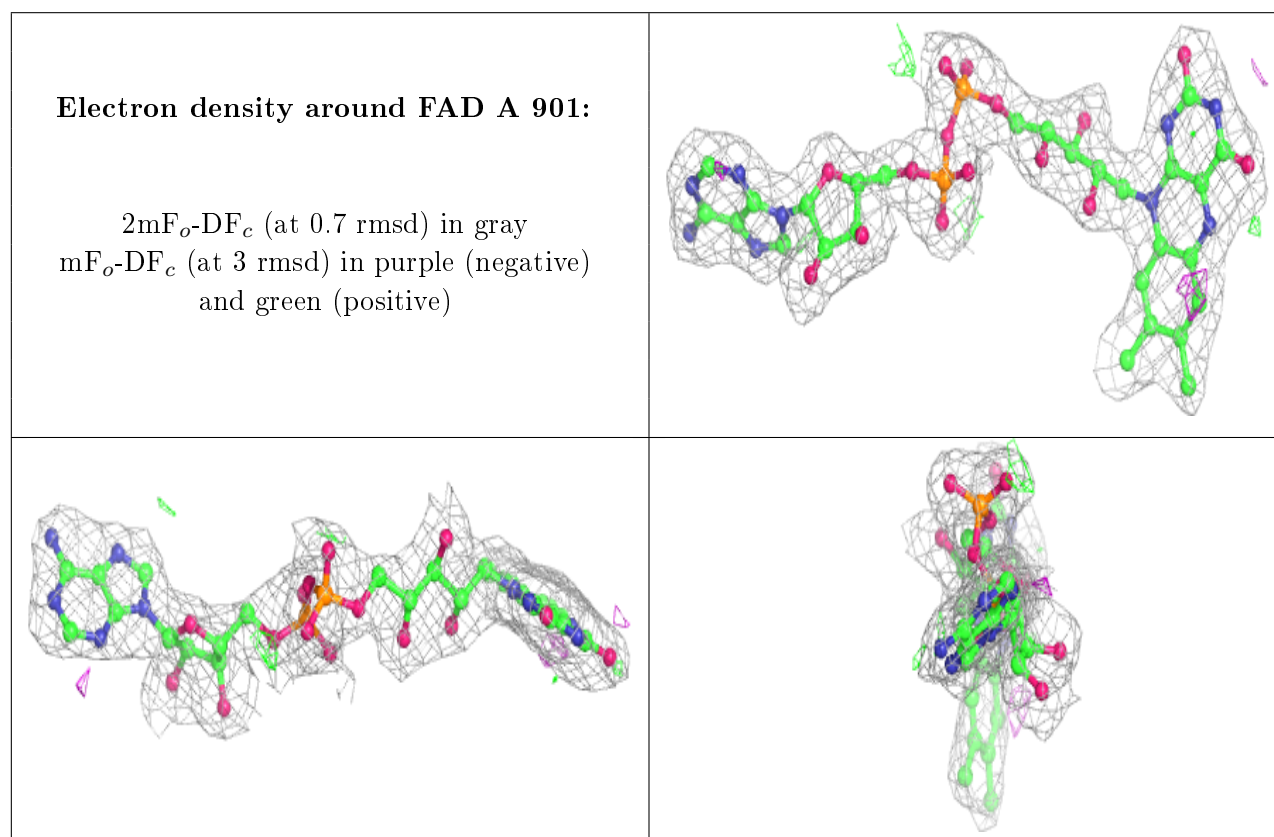 Electron density around FAD A 901:
2mFₒ-DF𝑐 (at 0.7 rmsd) in gray
mFₒ-DF𝑐 (at 3 rmsd) in purple (negative)
and green (positive)